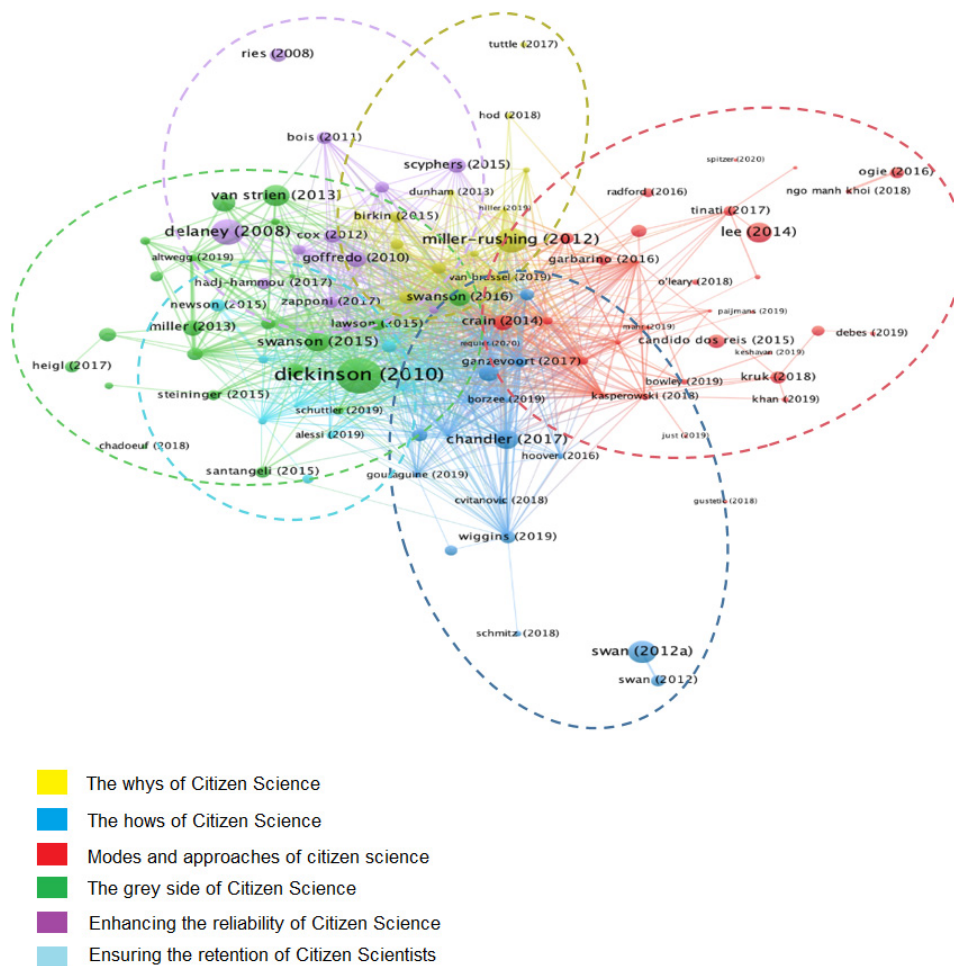 tuttle (2017)
ries (2008)
hod (2018)
bois (2011)
scyphers (2015)
spitzer (2020)
ogie (2016)
dunham (2013)
radford (2016)
ngo manh khoi (2018)
van strien (2013)
hiller (2019)
tinati (2017)
birkin (2015)
delaney (2008)
cox (2012)
miller-rushing (2012)
lee (2014)
altwegg (2019)
goffredo (2010)
garbarino (2016)
hadj-hammou (2017)
van brussel (2019)
o'leary (2018)
newson (2015)
zapponi (2017)
swanson (2016)
paijmans (2019)
miller (2013)
lawson (2015)
crain (2014)
debes (2019)
swanson (2015)
requier (2020)
candido dos reis (2015)
keshavan (2019)
heigl (2017)
dickinson (2010)
ganzevoort (2017)
bowley (2019)
kruk (2018)
steininger (2015)
schuttler (2019)
borzee (2019)
kasperowski (2018)
khan (2019)
chadoeuf (2018)
alessi (2019)
chandler (2017)
just (2019)
santangeli (2015)
gouraguine (2019)
hoover (2016)
cvitanovic (2018)
wiggins (2019)
schmitz (2018)
swan (2012a)
swan (2012)
The whys of Citizen Science
The hows of Citizen Science
Modes and approaches of citizen science
The grey side of Citizen Science
Enhancing the reliability of Citizen Science
Ensuring the retention of Citizen Scientists